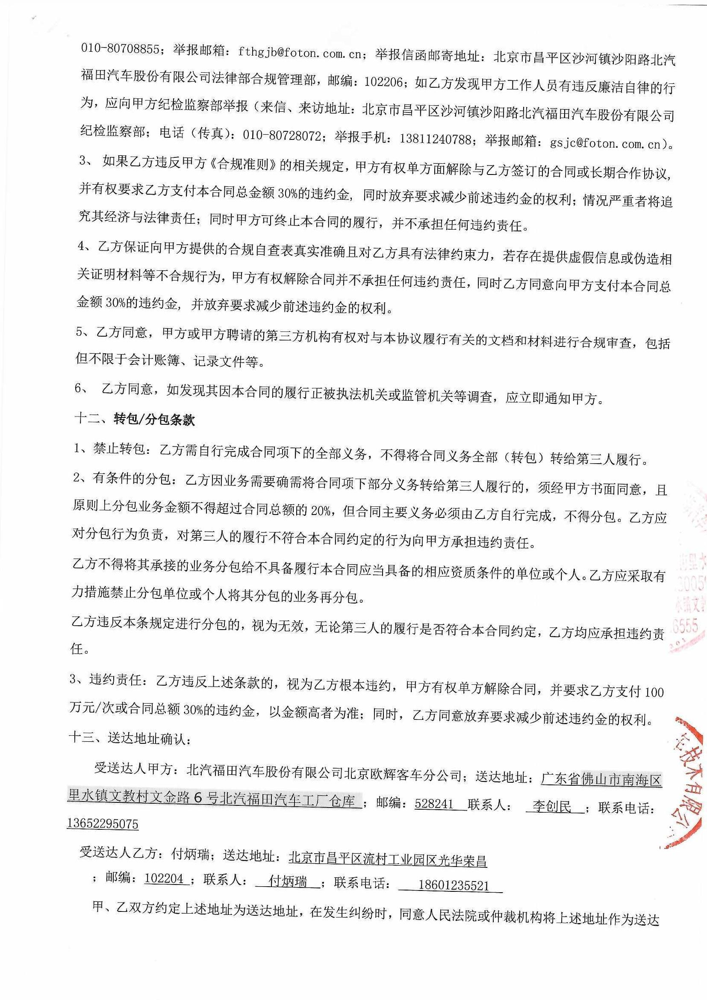 010-80708855；举报邮箱：fthgjb@foton.com.cn；举报信函邮寄地址：北京市昌平区沙河镇沙阳路北汽
福田汽车股份有限公司法律部合规管理部，邮编：102206；如乙方发现甲方工作人员有违反廉洁自律的行
为，应向甲方纪检监察部举报（来信、来访地址：北京市昌平区沙河镇沙阳路北汽福田汽车股份有限公司
纪检监察部；电话（传真）：010-80728072；举报手机：13811240788；举报邮箱：gsjc@foton.com.cn）。
3、 如果乙方违反甲方《合规准则》的相关规定，甲方有权单方面解除与乙方签订的合同或长期合作协议，
并有权要求乙方支付本合同总金额 30%的违约金，同时放弃要求减少前述违约金的权利；情况严重者将追
究其经济与法律责任；同时甲方可终止本合同的履行，并不承担任何违约责任。
4、乙方保证向甲方提供的合规自查表真实准确且对乙方具有法律约束力，若存在提供虚假信息或伪造相
关证明材料等不合规行为，甲方有权解除合同并不承担任何违约责任，同时乙方同意向甲方支付本合同总
金额 30%的违约金，并放弃要求减少前述违约金的权利。
5、乙方同意，甲方或甲方聘请的第三方机构有权对与本协议履行有关的文档和材料进行合规审查，包括
但不限于会计账簿、记录文件等。
6、 乙方同意，如发现其因本合同的履行正被执法机关或监管机关等调查，应立即通知甲方。
十二、转包/分包条款
1、禁止转包：乙方需自行完成合同项下的全部义务，不得将合同义务全部（转包）转给第三人履行。
2、有条件的分包：乙方因业务需要确需将合同项下部分义务转给第三人履行的，须经甲方书面同意，且
原则上分包业务金额不得超过合同总额的 20%，但合同主要义务必须由乙方自行完成，不得分包。乙方应
对分包行为负责，对第三人的履行不符合本合同约定的行为向甲方承担违约责任。
乙方不得将其承接的业务分包给不具备履行本合同应当具备的相应资质条件的单位或个人。乙方应采取有
力措施禁止分包单位或个人将其分包的业务再分包。
乙方违反本条规定进行分包的，视为无效，无论第三人的履行是否符合本合同约定，乙方均应承担违约责
任。
3、违约责任：乙方违反上述条款的，视为乙方根本违约，甲方有权单方解除合同，并要求乙方支付 100
万元/次或合同总额 30%的违约金，以金额高者为准；同时，乙方同意放弃要求减少前述违约金的权利。
十三、送达地址确认：
受送达人甲方：北汽福田汽车股份有限公司北京欧辉客车分公司；送达地址：广东省佛山市南海区
里水镇文教村文金路 6 号北汽福田汽车工厂仓库 ；邮编：528241 联系人： 李创民 ；联系电话：
13652295075
受送达人乙方：付炳瑞；送达地址：北京市昌平区流村工业园区光华荣昌
；邮编：102204 ；联系人： 付炳瑞 ；联系电话： 18601235521
甲、乙双方约定上述地址为送达地址，在发生纠纷时，同意人民法院或仲裁机构将上述地址作为送达
3005
6555
技术有限公